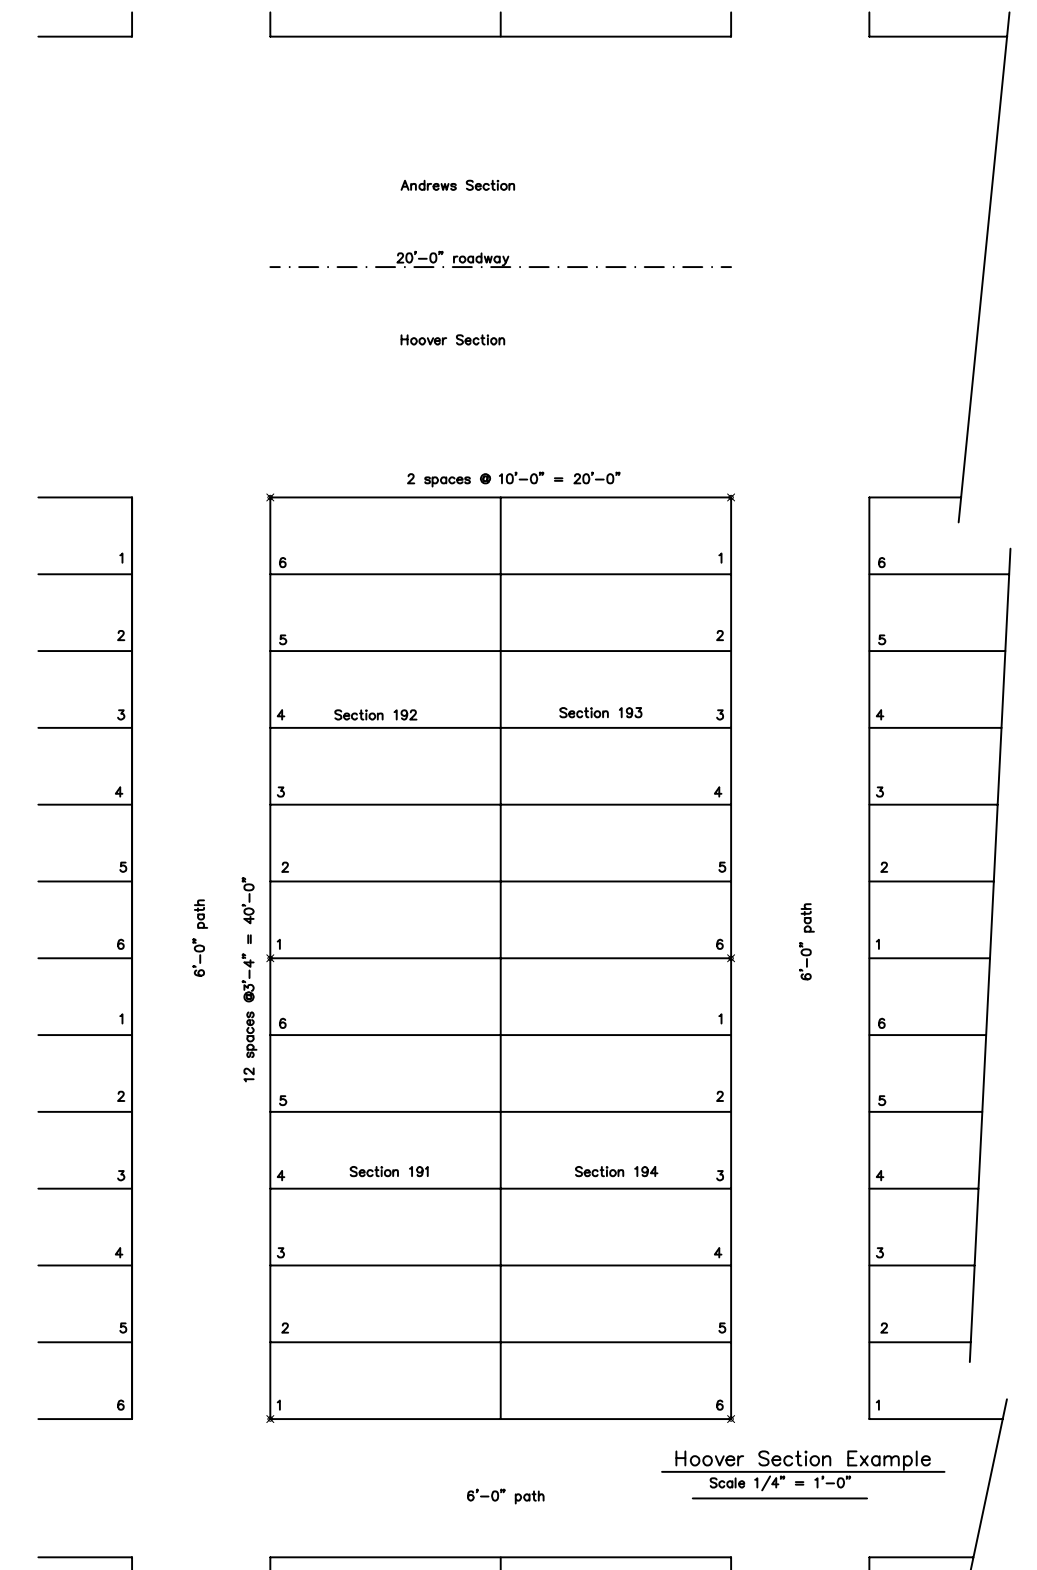 Andrews Section
20'-0" roadway
Hoover Section
2 spaces @ 10'-0" = 20'-0"
1 6 1 6
2 5 2 5
3 4 Section 192 Section 193 3 4
4 3 4 3
5 2 5 2
6 1 6 1
6'-0" path
12 spaces @3'-4" = 40'-0"
6'-0" path
1 6 1 6
2 5 2 5
3 4 Section 191 Section 194 3 4
4 3 4 3
5 2 5 2
6 1 6 1
Hoover Section Example
Scale 1/4" = 1'-0"
6'-0" path